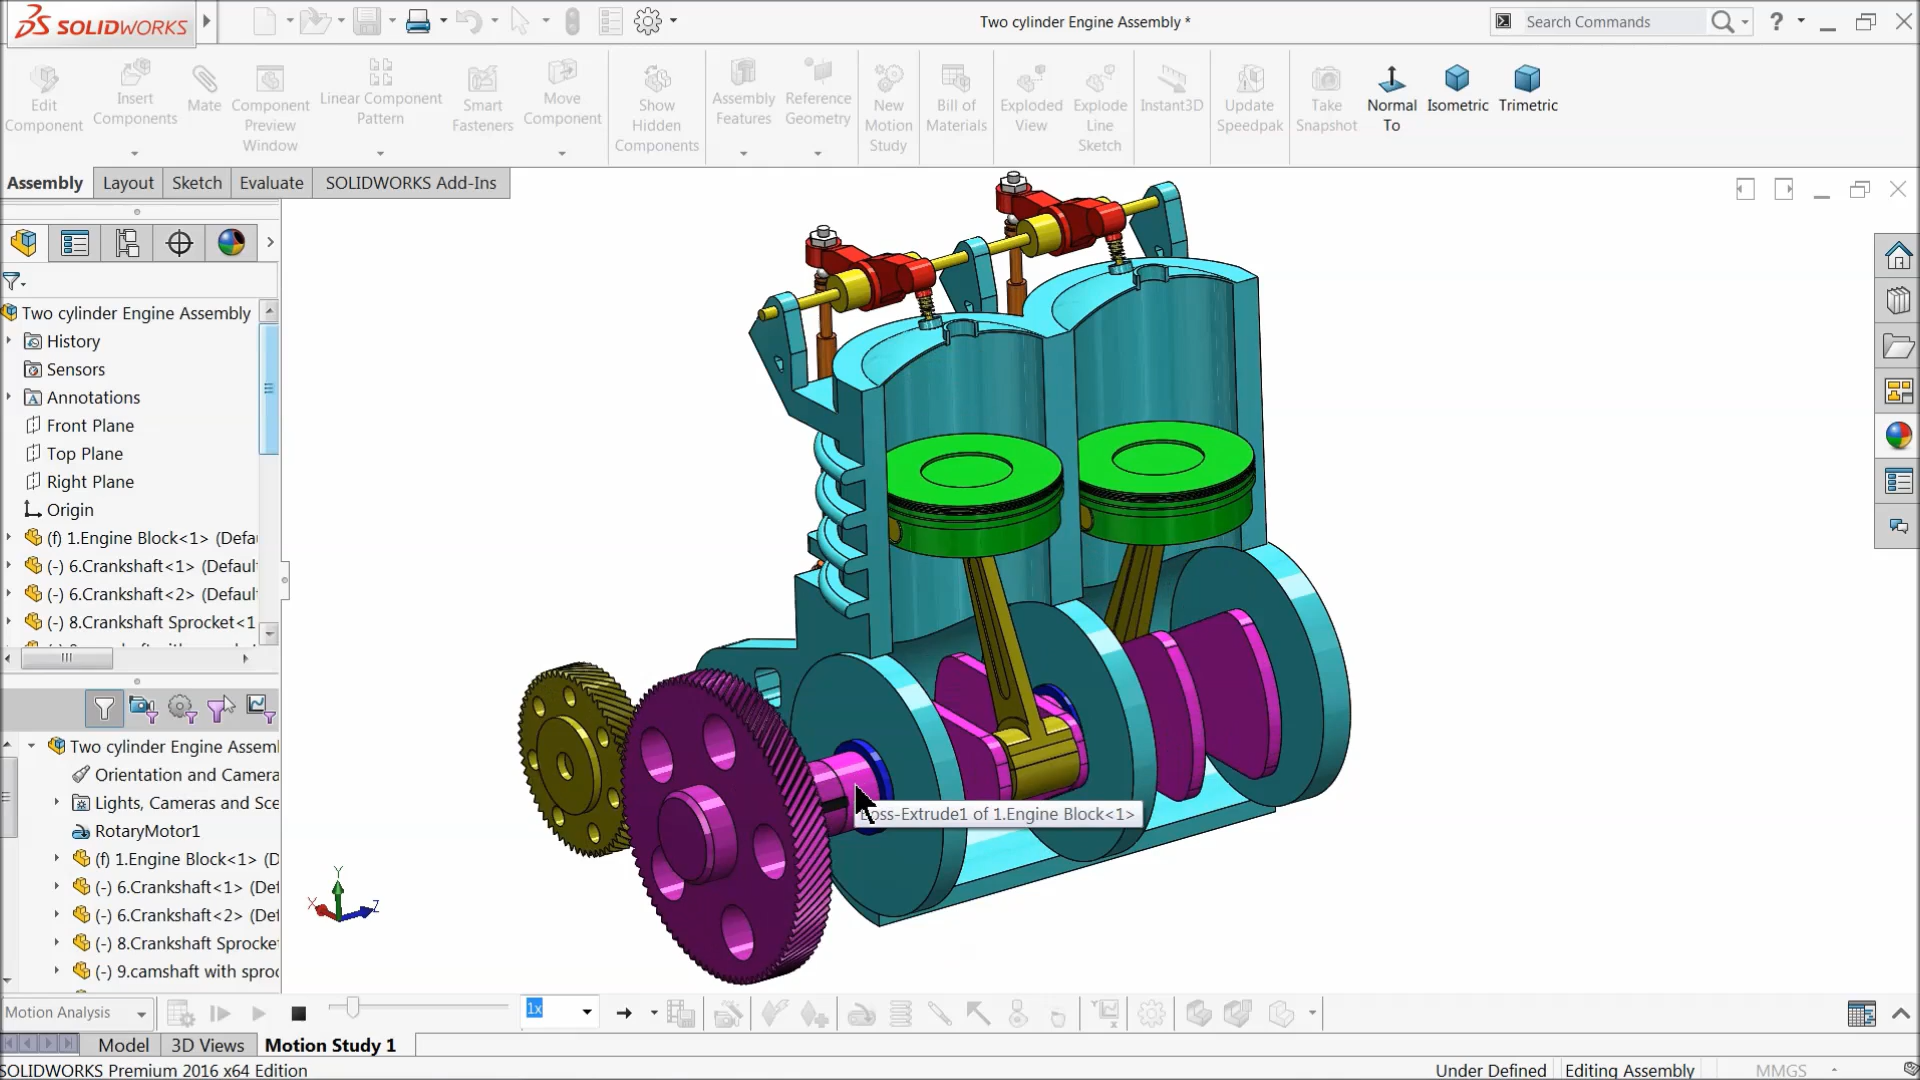 SOLIDWORKS
Two cylinder Engine Assembly *
Search Commands
?
Edit Component
Insert Components
Mate
Component Preview Window
Linear Component Pattern
Smart Fasteners
Move Component
Show Hidden Components
Assembly Features
Reference Geometry
New Motion Study
Bill of Materials
Exploded View
Explode Line Sketch
Instant3D
Update Speedpak
Take Snapshot
Normal To
Isometric
Trimetric
Assembly
Layout
Sketch
Evaluate
SOLIDWORKS Add-Ins
Two cylinder Engine Assembly
History
Sensors
Annotations
Front Plane
Top Plane
Right Plane
Origin
(f) 1.Engine Block<1> (Defa
(-) 6.Crankshaft<1> (Default
(-) 6.Crankshaft<2> (Default
(-) 8.Crankshaft Sprocket<1
Two cylinder Engine Assem
Orientation and Camera
Lights, Cameras and Sce
RotaryMotor1
(f) 1.Engine Block<1> (D
(-) 6.Crankshaft<1> (Def
(-) 6.Crankshaft<2> (Def
(-) 8.Crankshaft Sprocke
(-) 9.camshaft with sproc
Boss-Extrude1 of 1.Engine Block<1>
Y
X
Z
Motion Analysis
1x
Model
3D Views
Motion Study 1
SOLIDWORKS Premium 2016 x64 Edition
Under Defined
Editing Assembly
MMGS